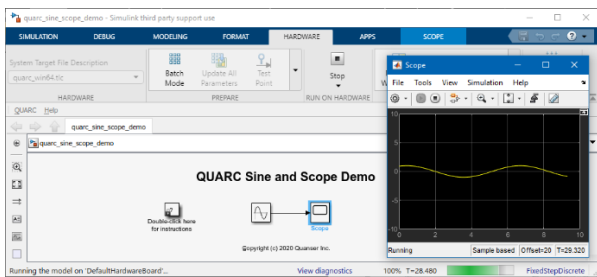 quarc_sine_scope_demo - Simulink third party support use
SIMULATION DEBUG MODELING FORMAT HARDWARE APPS SCOPE
System Target File Description
quarc_win64.tlc
Batch Mode
Update All Parameters
Test Point
Stop
HARDWARE PREPARE RUN ON HARDWARE
QUARC Help
quarc_sine_scope_demo
quarc_sine_scope_demo
QUARC Sine and Scope Demo
Double-click here
for instructions
Scope
Copyright (c) 2020 Quanser Inc.
Running the model on 'DefaultHardwareBoard'... View diagnostics 100% T=28.480 FixedStepDiscrete
Scope
File Tools View Simulation Help
10
5
0
-5
-10
0 2 4 6 8 10
Running Sample based Offset=20 T=29.320